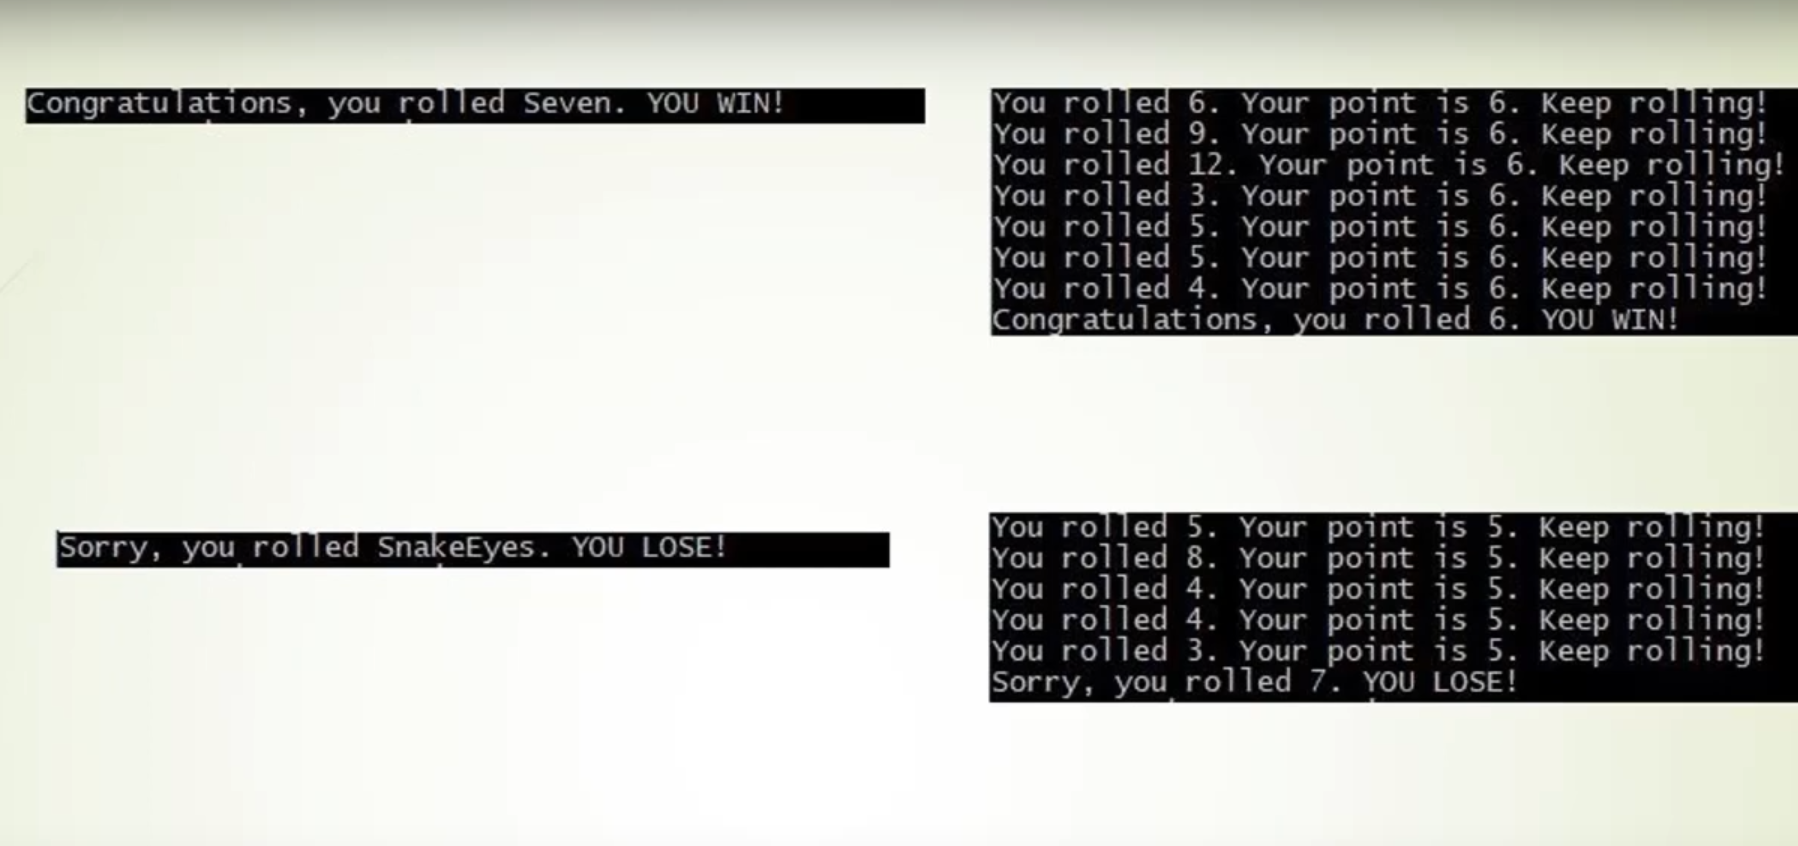 Congratulations, you rolled Seven. YOU WIN!
You rolled 6. Your point is 6. Keep rolling!
You rolled 9. Your point is 6. Keep rolling!
You rolled 12. Your point is 6. Keep rolling!
You rolled 3. Your point is 6. Keep rolling!
You rolled 5. Your point is 6. Keep rolling!
You rolled 5. Your point is 6. Keep rolling!
You rolled 4. Your point is 6. Keep rolling!
Congratulations, you rolled 6. YOU WIN!
Sorry, you rolled SnakeEyes. YOU LOSE!
You rolled 5. Your point is 5. Keep rolling!
You rolled 8. Your point is 5. Keep rolling!
You rolled 4. Your point is 5. Keep rolling!
You rolled 4. Your point is 5. Keep rolling!
You rolled 3. Your point is 5. Keep rolling!
Sorry, you rolled 7. YOU LOSE!